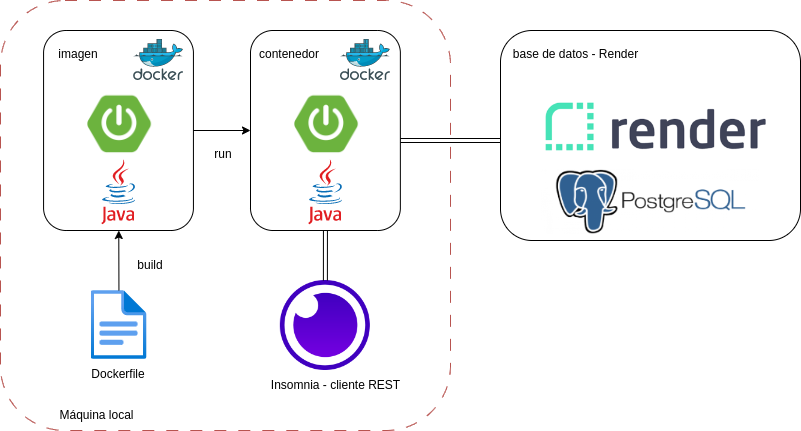 imagen
docker
Java
contenedor
docker
Java
run
build
Dockerfile
Insomnia - cliente REST
Máquina local
base de datos - Render
render
PostgreSQL